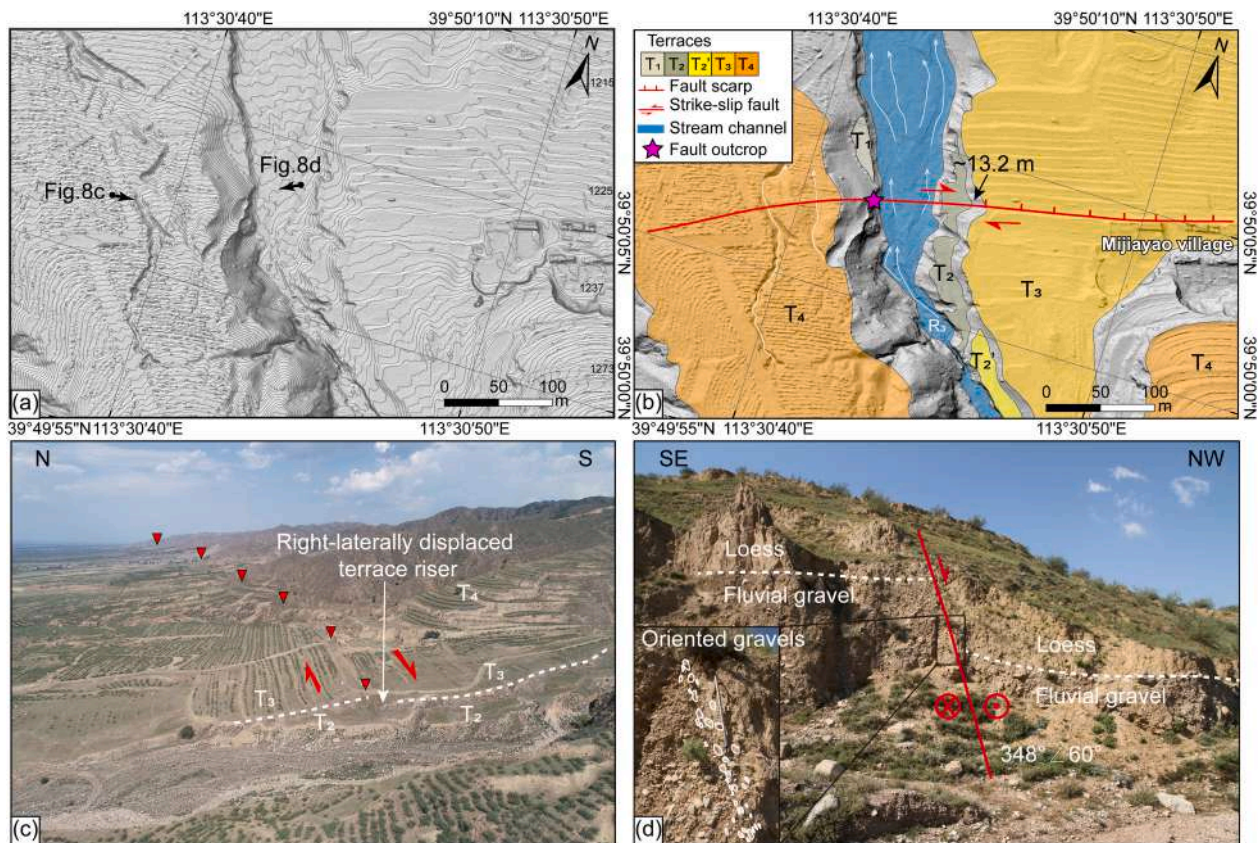 113°30'40"E
39°50'10"N 113°30'50"E
N
1215
Fig.8c
Fig.8d
1225
39°50'05"N
1237
1273
39°50'00"N
0 50 100
m
(a)
39°49'55"N 113°30'40"E
113°30'50"E
113°30'40"E
39°50'10"N 113°30'50"E
N
Terraces
T₁ T₂ T₂' T₃ T₄
Fault scarp
Strike-slip fault
Stream channel
Fault outcrop
T₁
~13.2 m
39°50'05"N
Mijiayao village
T₂
T₃
T₄
R₃
T₂'
T₄
39°50'00"N
0 50 100
m
(b)
39°49'55"N 113°30'40"E
113°30'50"E
N
S
Right-laterally displaced
terrace riser
T₄
T₃
T₃
T₂
T₂
(c)
SE
NW
Loess
Fluvial gravel
Oriented gravels
Loess
Fluvial gravel
348°∠60°
(d)